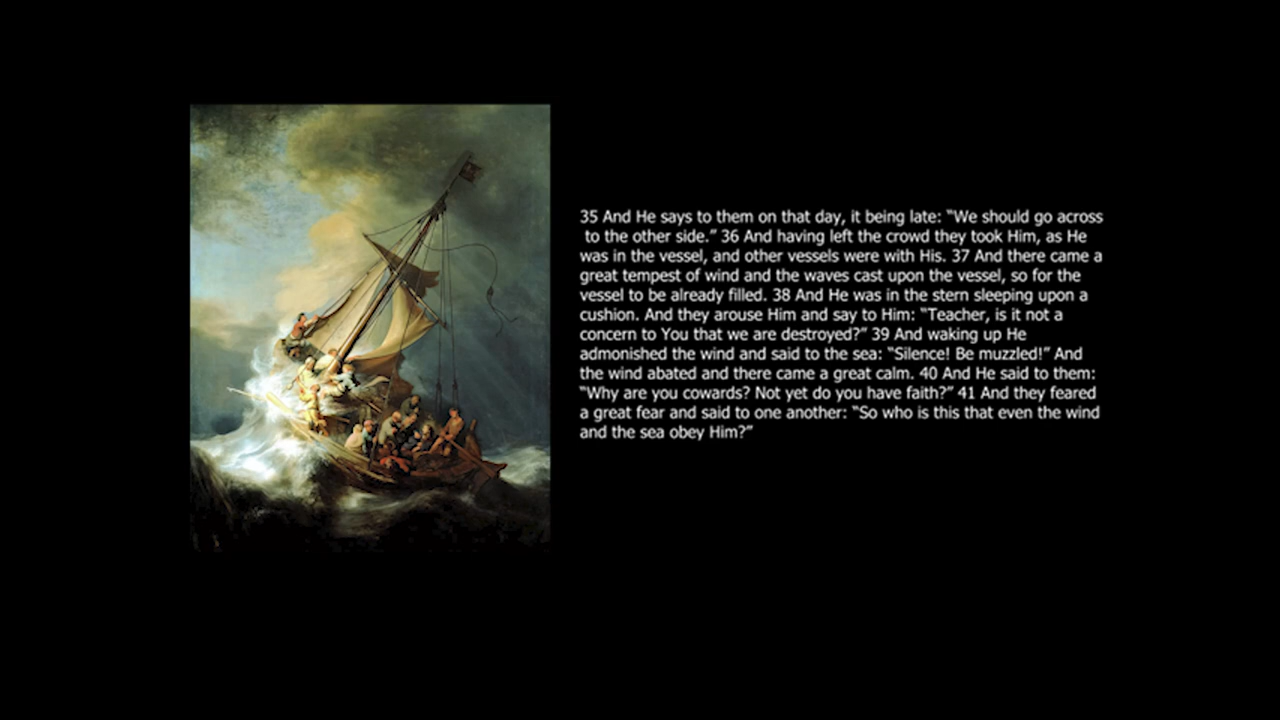 35 And He says to them on that day, it being late: “We should go across
to the other side.” 36 And having left the crowd they took Him, as He
was in the vessel, and other vessels were with His. 37 And there came a
great tempest of wind and the waves cast upon the vessel, so for the
vessel to be already filled. 38 And He was in the stern sleeping upon a
cushion. And they arouse Him and say to Him: “Teacher, is it not a
concern to You that we are destroyed?” 39 And waking up He
admonished the wind and said to the sea: “Silence! Be muzzled!” And
the wind abated and there came a great calm. 40 And He said to them:
“Why are you cowards? Not yet do you have faith?” 41 And they feared
a great fear and said to one another: “So who is this that even the wind
and the sea obey Him?”